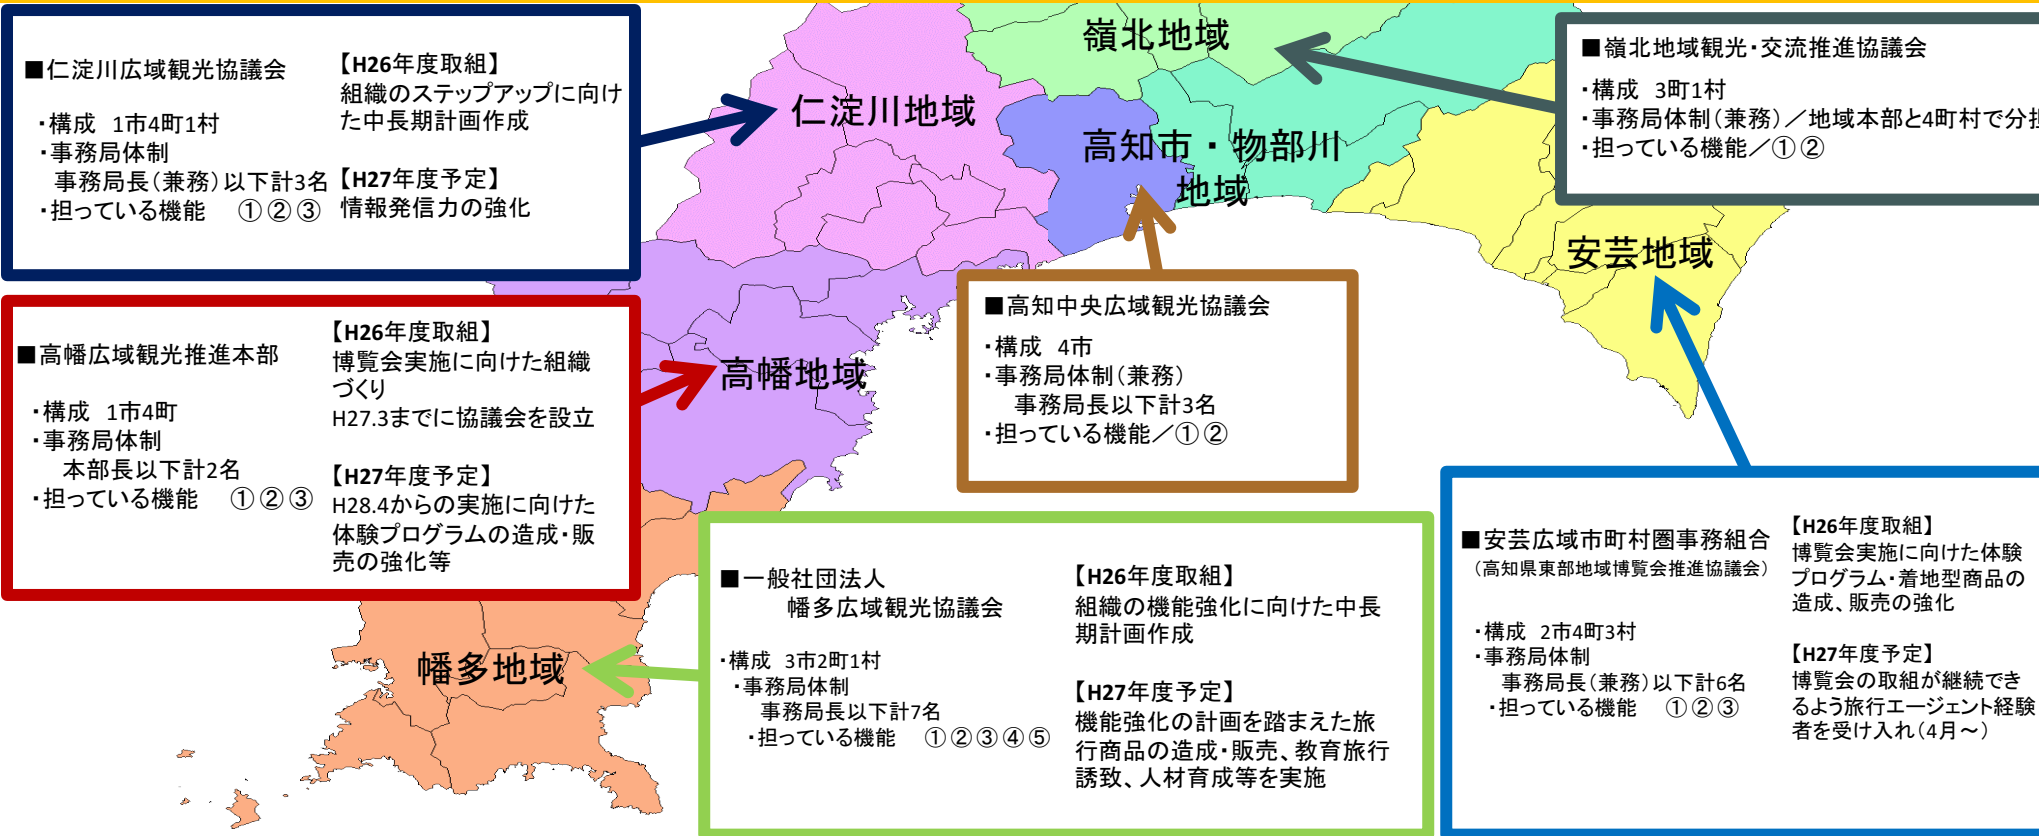 ■仁淀川広域観光協議会
・構成 1市4町1村
・事務局体制
事務局長(兼務)以下計3名
・担っている機能 ①②③
【H26年度取組】
組織のステップアップに向け
た中長期計画作成
【H27年度予定】
情報発信力の強化
嶺北地域
仁淀川地域
高知市・物部川
地域
安芸地域
高幡地域
幡多地域
■嶺北地域観光・交流推進協議会
・構成 3町1村
・事務局体制(兼務)／地域本部と4町村で分担
・担っている機能／①②
■高幡広域観光推進本部
・構成 1市4町
・事務局体制
本部長以下計2名
・担っている機能 ①②③
【H26年度取組】
博覧会実施に向けた組織
づくり
H27.3までに協議会を設立
【H27年度予定】
H28.4からの実施に向けた
体験プログラムの造成・販
売の強化等
■高知中央広域観光協議会
・構成 4市
・事務局体制(兼務)
事務局長以下計3名
・担っている機能／①②
■一般社団法人
幡多広域観光協議会
・構成 3市2町1村
・事務局体制
事務局長以下計7名
・担っている機能 ①②③④⑤
【H26年度取組】
組織の機能強化に向けた中長
期計画作成
【H27年度予定】
機能強化の計画を踏まえた旅
行商品の造成・販売、教育旅行
誘致、人材育成等を実施
■安芸広域市町村圏事務組合
(高知県東部地域博覧会推進協議会)
・構成 2市4町3村
・事務局体制
事務局長(兼務)以下計6名
・担っている機能 ①②③
【H26年度取組】
博覧会実施に向けた体験
プログラム・着地型商品の
造成、販売の強化
【H27年度予定】
博覧会の取組が継続でき
るよう旅行エージェント経験
者を受け入れ(4月～)